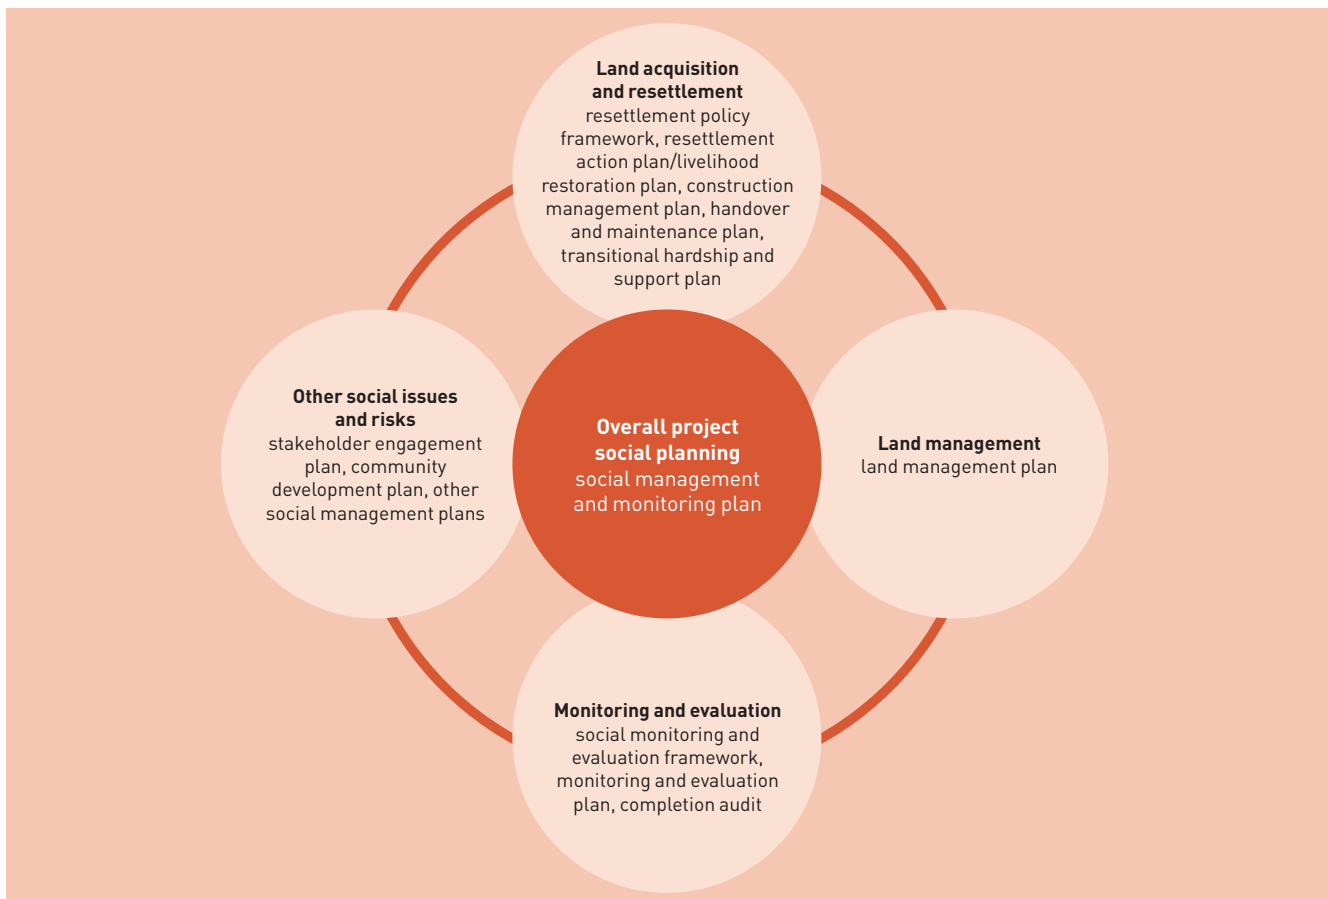 Land acquisition
and resettlement
resettlement policy
framework, resettlement
action plan/livelihood
restoration plan, construction
management plan, handover
and maintenance plan,
transitional hardship and
support plan
Other social issues
and risks
stakeholder engagement
plan, community
development plan, other
social management plans
Overall project
social planning
social management
and monitoring plan
Land management
land management plan
Monitoring and evaluation
social monitoring and
evaluation framework,
monitoring and evaluation
plan, completion audit